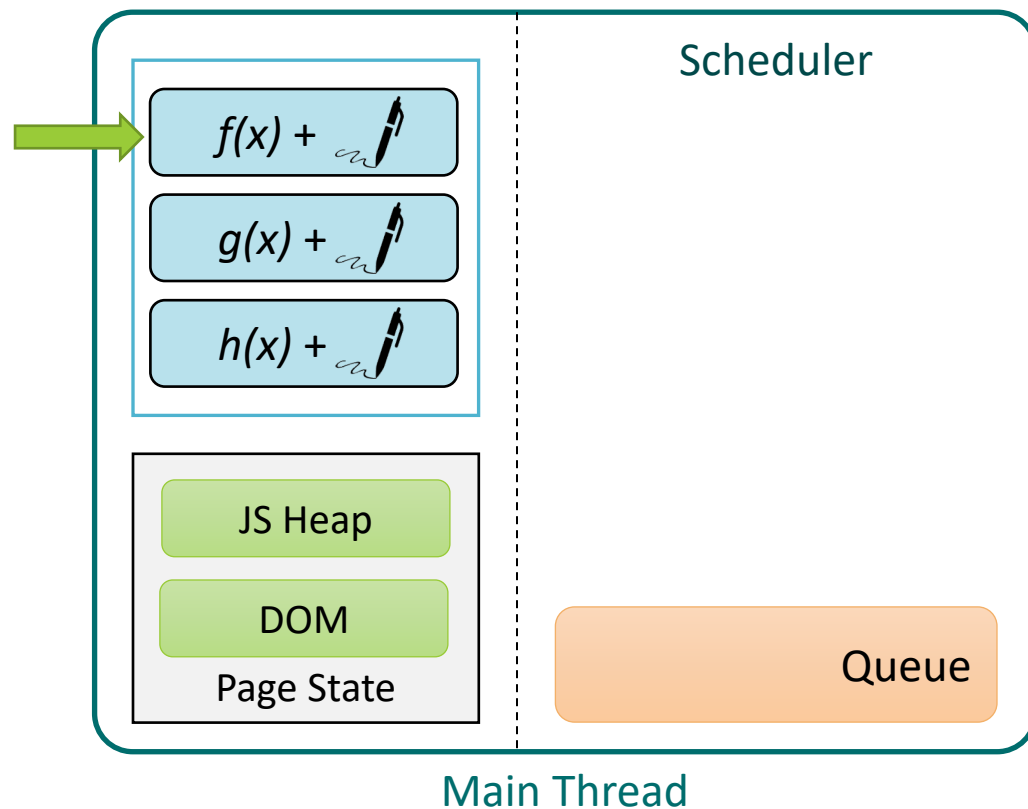 f(x) +
g(x) +
h(x) +
JS Heap
DOM
Page State
Scheduler
Queue
Main Thread